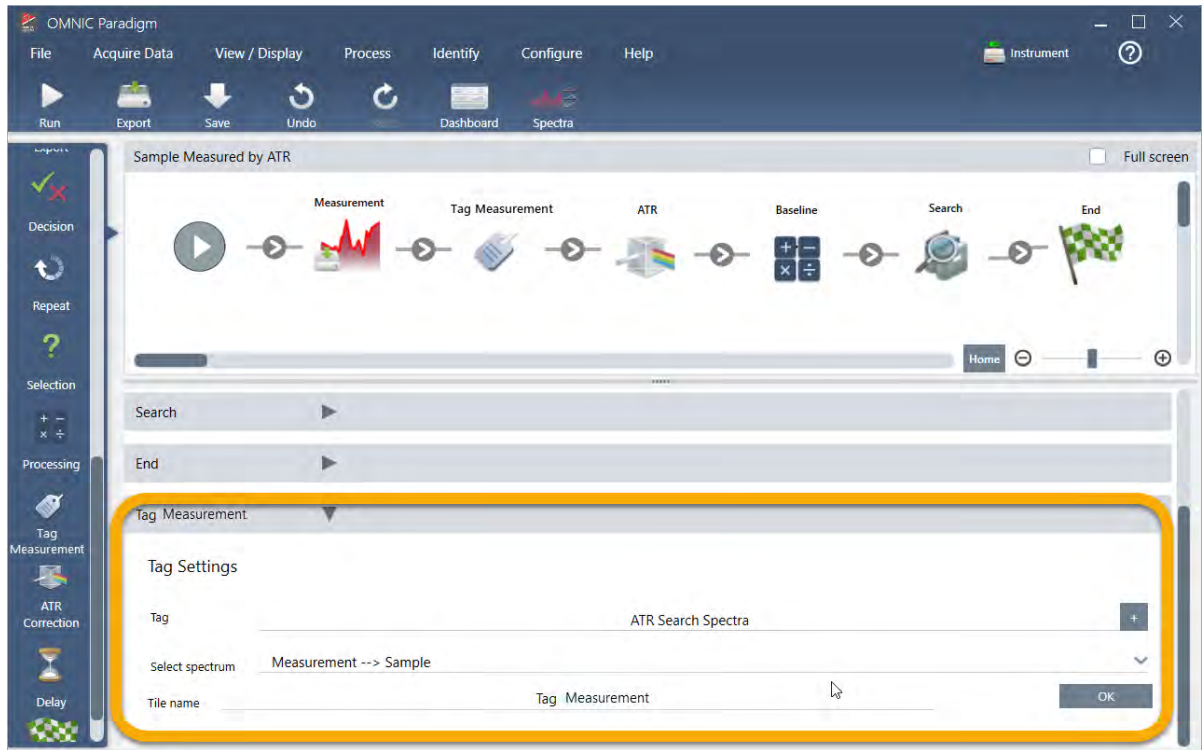 OMNIC Paradigm
File Acquire Data View / Display Process Identify Configure Help Instrument
Run Export Save Undo Dashboard Spectra
Export
Decision
Repeat
Selection
Processing
Tag
Measurement
ATR
Correction
Delay
Sample Measured by ATR Full screen
Measurement Tag Measurement ATR Baseline Search End
Home
Search
End
Tag Measurement
Tag Settings
Tag ATR Search Spectra +
Select spectrum Measurement --> Sample
Tile name Tag Measurement OK